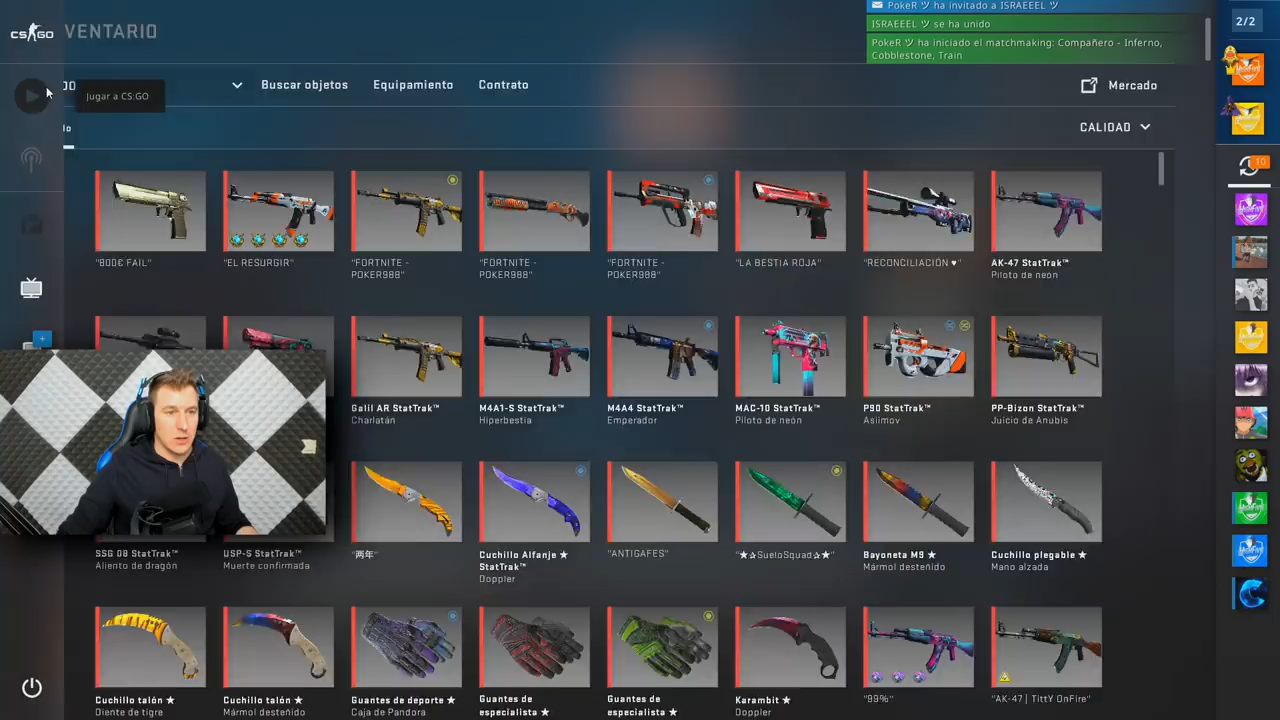 PokeR ツ ha invitado a ISRAEEEL ツ
ISRAEEEL se ha unido
PokeR ツ ha iniciado el matchmaking: Compañero - Inferno,
Cobblestone, Train
2/2
CS:GO
VENTARIO
Jugar a CS:GO
Buscar objetos
Equipamiento
Contrato
Mercado
CALIDAD
10
"800€ FAIL"
"EL RESURGIR"
"FORTNITE -
POKER988"
"FORTNITE -
POKER988"
"FORTNITE -
POKER988"
"LA BESTIA ROJA"
"RECONCILIACIÓN ♥"
AK-47 StatTrak™
Piloto de neón
Galil AR StatTrak™
Charlatán
M4A1-S StatTrak™
Hiperbestia
M4A4 StatTrak™
Emperador
MAC-10 StatTrak™
Piloto de neón
P90 StatTrak™
Asiimov
PP-Bizon StatTrak™
Juicio de Anubis
SSG 08 StatTrak™
Aliento de dragón
USP-S StatTrak™
Muerte confirmada
"两年"
Cuchillo Alfanje ★
StatTrak™
Doppler
"ANTIGAFES"
"★✰SueloSquad✰★"
Bayoneta M9 ★
Mármol desteñido
Cuchillo plegable ★
Mano alzada
Cuchillo talón ★
Diente de tigre
Cuchillo talón ★
Mármol desteñido
Guantes de deporte ★
Caja de Pandora
Guantes de
especialista ★
Guantes de
especialista ★
Karambit ★
Doppler
"99%"
"AK-47 | TittY OnFire"